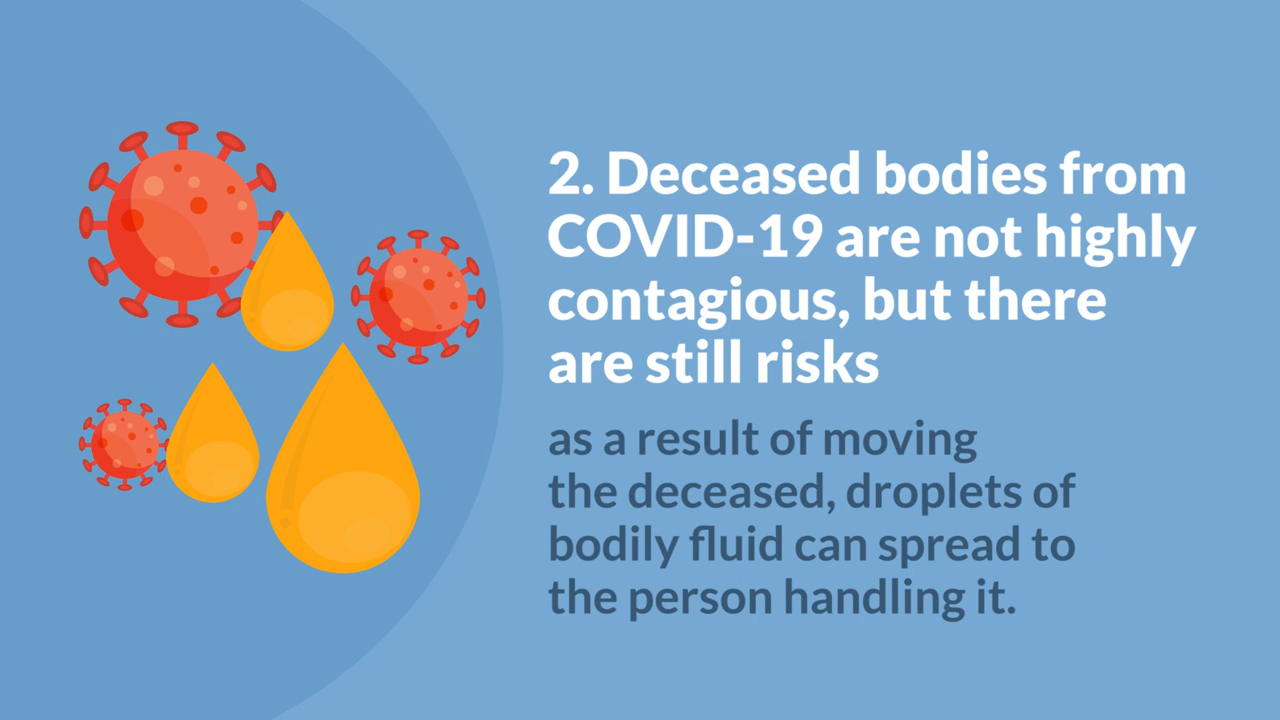 2. Deceased bodies from
COVID-19 are not highly
contagious, but there
are still risks
as a result of moving
the deceased, droplets of
bodily fluid can spread to
the person handling it.